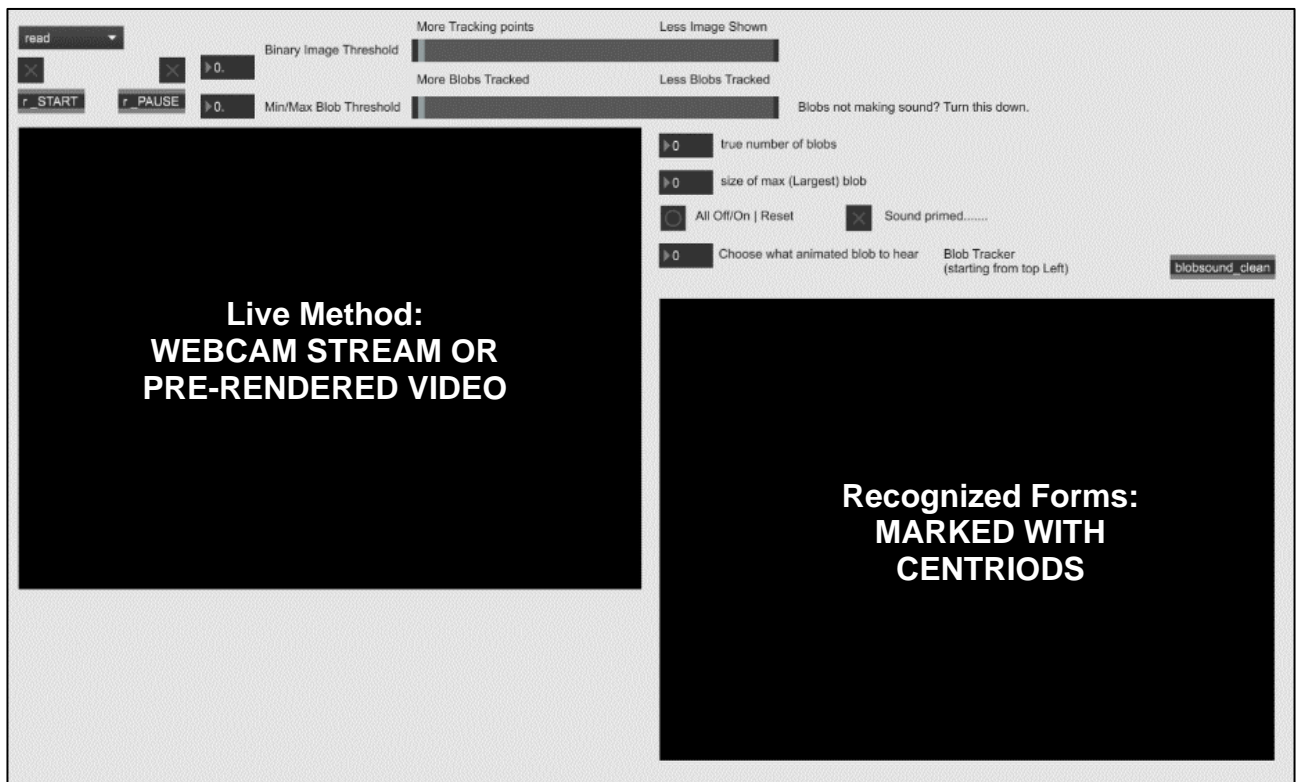 More Tracking points
Less Image Shown
read
Binary Image Threshold
0.
More Blobs Tracked
Less Blobs Tracked
r _START
r _PAUSE
0.
Min/Max Blob Threshold
Blobs not making sound? Turn this down.
0
true number of blobs
0
size of max (Largest) blob
All Off/On | Reset
Sound primed.......
0
Choose what animated blob to hear
Blob Tracker
(starting from top Left)
blobsound_clean
Live Method:
WEBCAM STREAM OR
PRE-RENDERED VIDEO
Recognized Forms:
MARKED WITH
CENTRIODS